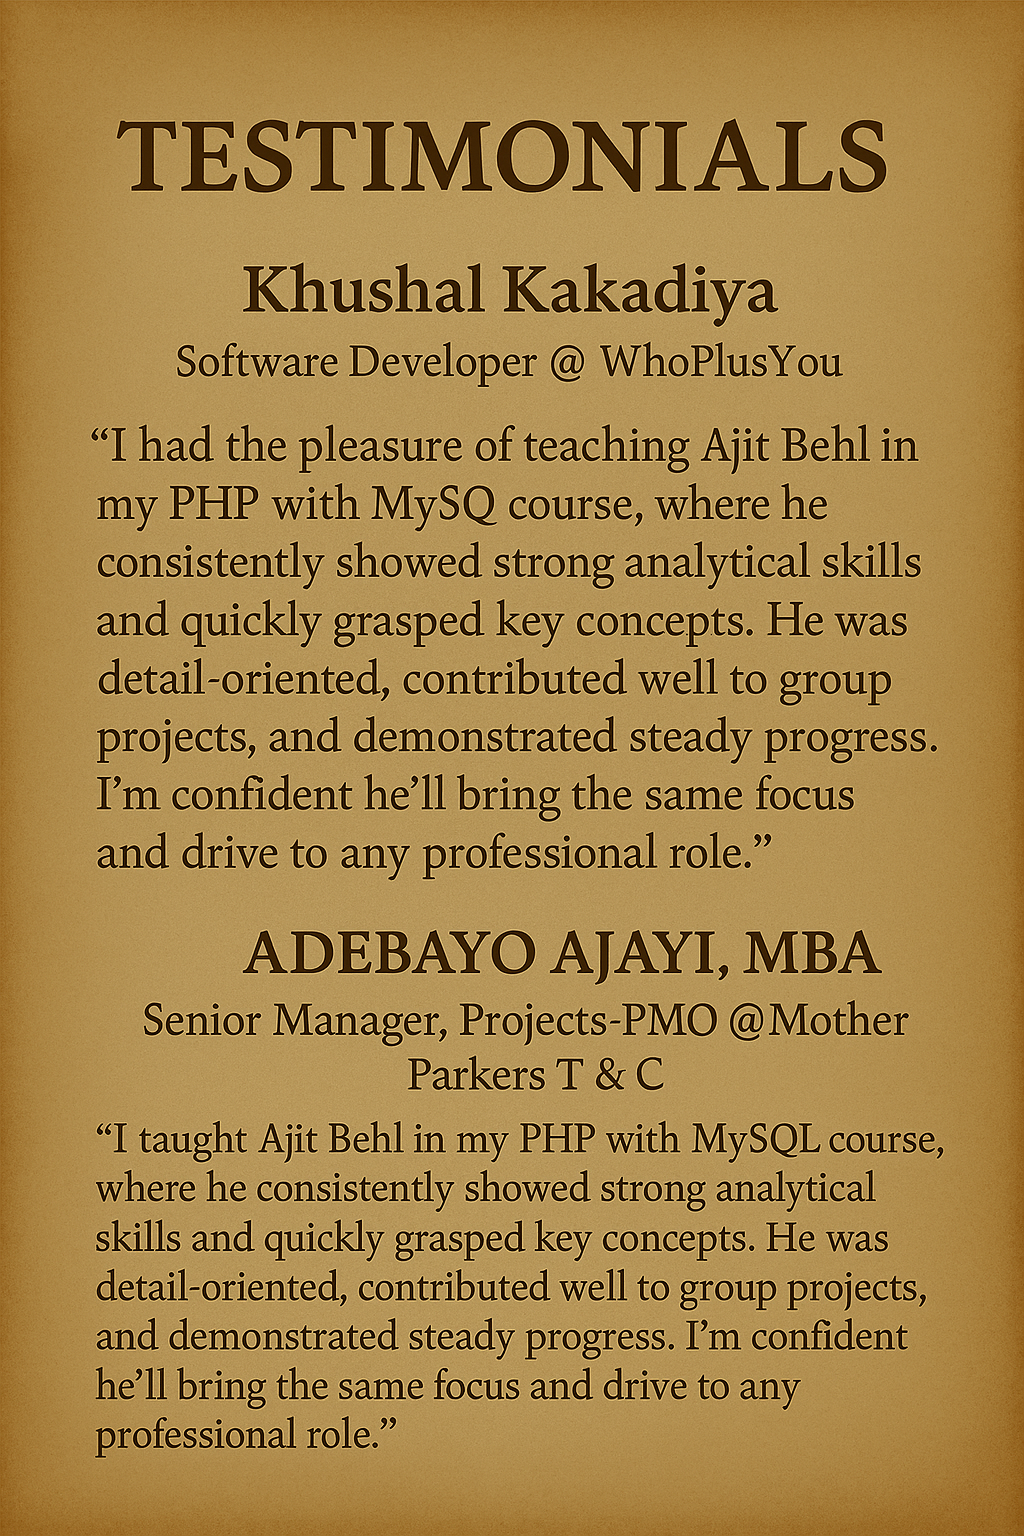 TESTIMONIALS
Khushal Kakadiya
Software Developer @ WhoPlusYou
“I had the pleasure of teaching Ajit Behl in
my PHP with MySQ course, where he
consistently showed strong analytical skills
and quickly grasped key concepts. He was
detail-oriented, contributed well to group
projects, and demonstrated steady progress.
I’m confident he’ll bring the same focus
and drive to any professional role.”
ADEBAYO AJAYI, MBA
Senior Manager, Projects-PMO @Mother
Parkers T & C
“I taught Ajit Behl in my PHP with MySQL course,
where he consistently showed strong analytical
skills and quickly grasped key concepts. He was
detail-oriented, contributed well to group projects,
and demonstrated steady progress. I’m confident
he’ll bring the same focus and drive to any
professional role.”